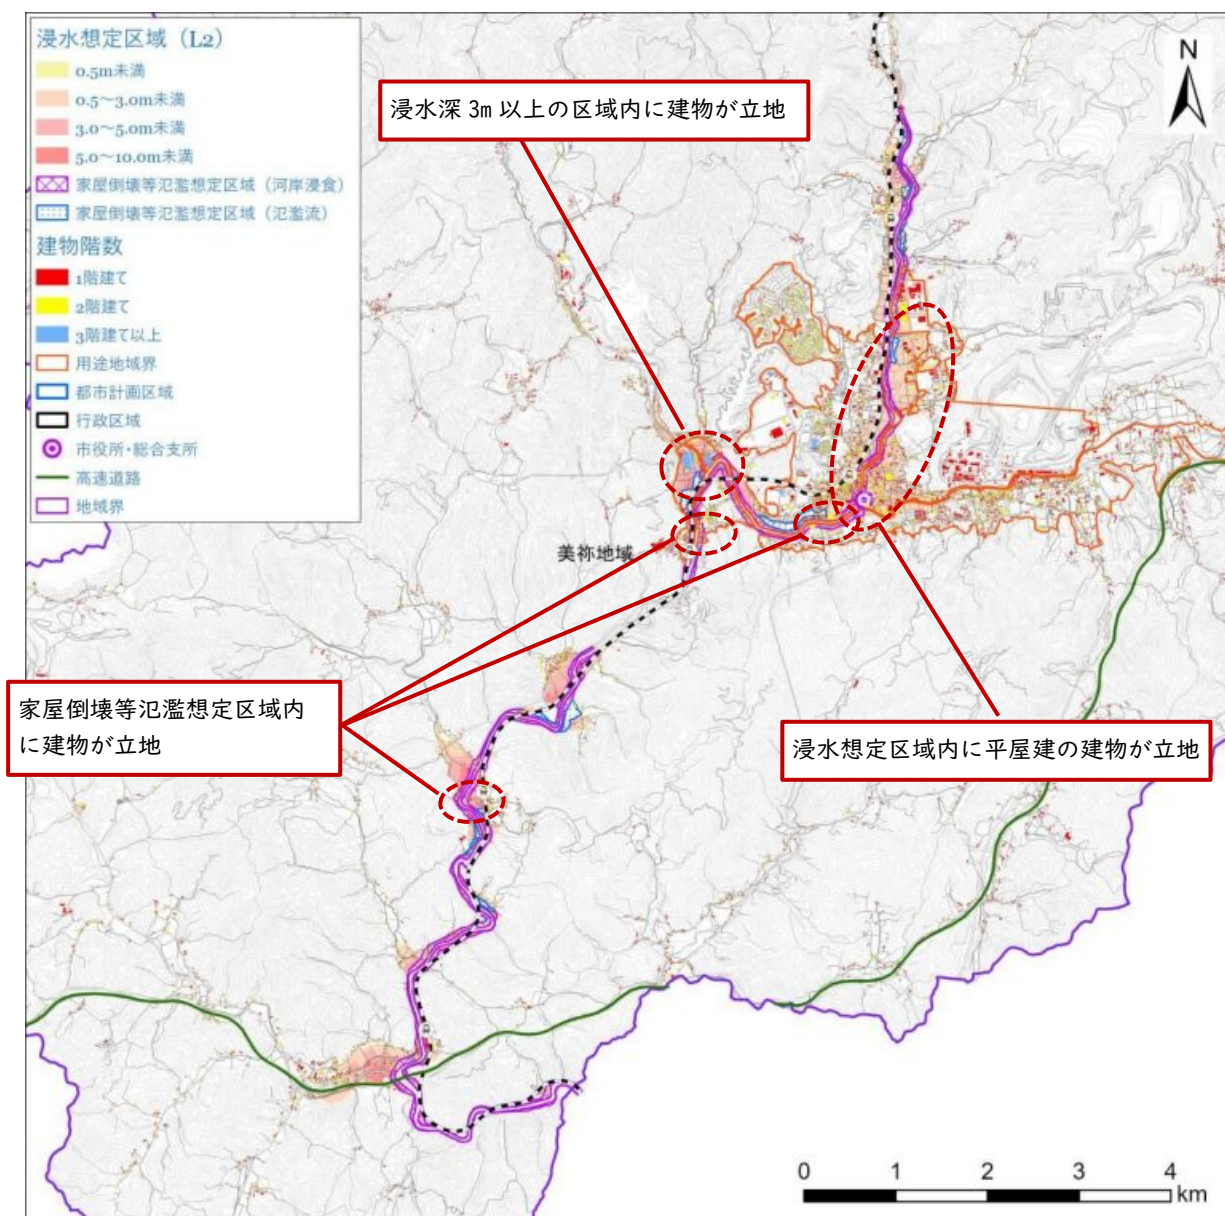 浸水想定区域（L2）
0.5m未満
0.5～3.0m未満
3.0～5.0m未満
5.0～10.0m未満
家屋倒壊等氾濫想定区域（河岸浸食）
家屋倒壊等氾濫想定区域（氾濫流）
建物階数
1階建て
2階建て
3階建て以上
用途地域界
都市計画区域
行政区域
市役所・総合支所
高速道路
地域界
N
浸水深 3m 以上の区域内に建物が立地
美祢地域
家屋倒壊等氾濫想定区域内
に建物が立地
浸水想定区域内に平屋建の建物が立地
0 1 2 3 4
km